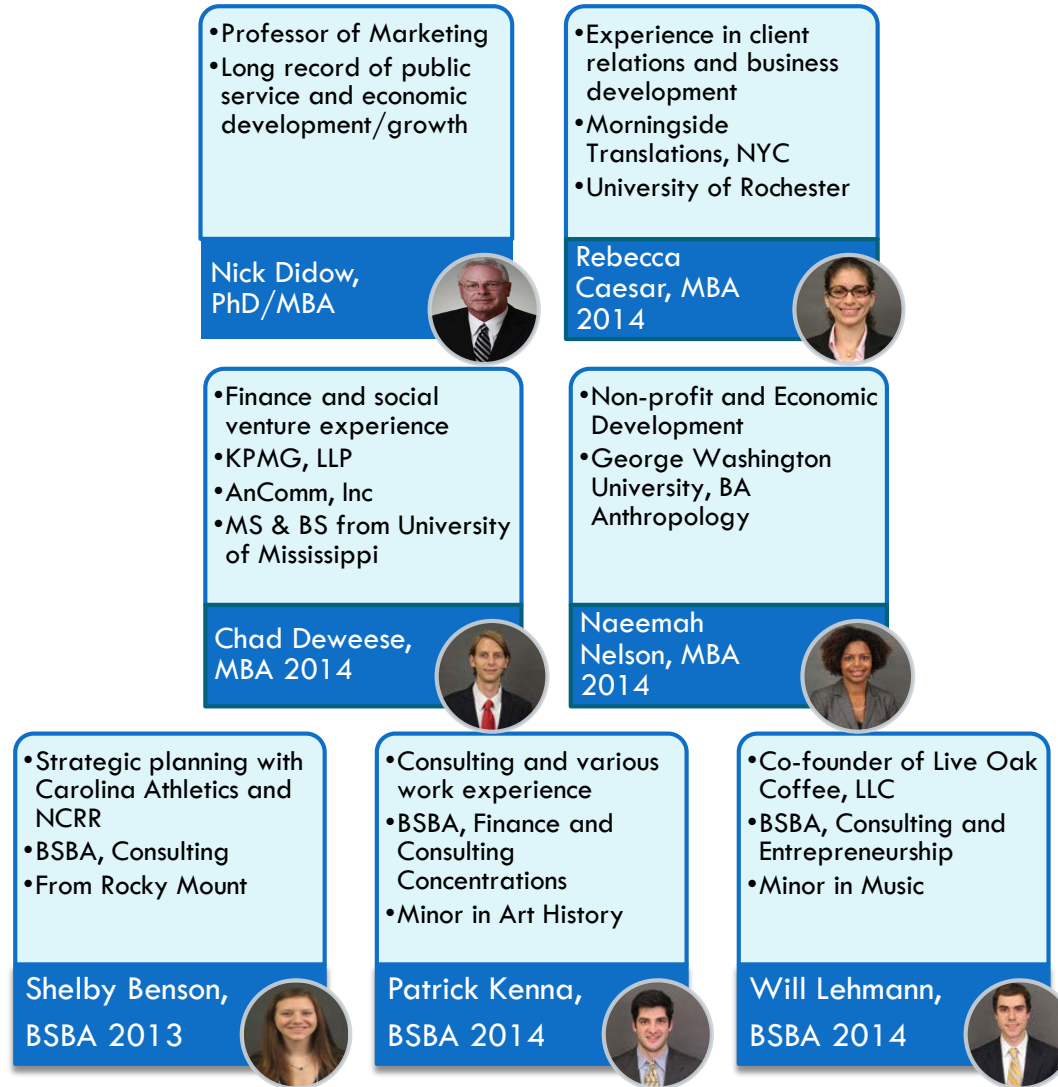 •Professor of Marketing
•Long record of public
service and economic
development/growth
Nick Didow,
PhD/MBA
•Experience in client
relations and business
development
•Morningside
Translations, NYC
•University of Rochester
Rebecca
Caesar, MBA
2014
•Finance and social
venture experience
•KPMG, LLP
•AnComm, Inc
•MS & BS from University
of Mississippi
Chad Deweese,
MBA 2014
•Non-profit and Economic
Development
•George Washington
University, BA
Anthropology
Naeemah
Nelson, MBA
2014
•Strategic planning with
Carolina Athletics and
NCRR
•BSBA, Consulting
•From Rocky Mount
Shelby Benson,
BSBA 2013
•Consulting and various
work experience
•BSBA, Finance and
Consulting
Concentrations
•Minor in Art History
Patrick Kenna,
BSBA 2014
•Co-founder of Live Oak
Coffee, LLC
•BSBA, Consulting and
Entrepreneurship
•Minor in Music
Will Lehmann,
BSBA 2014